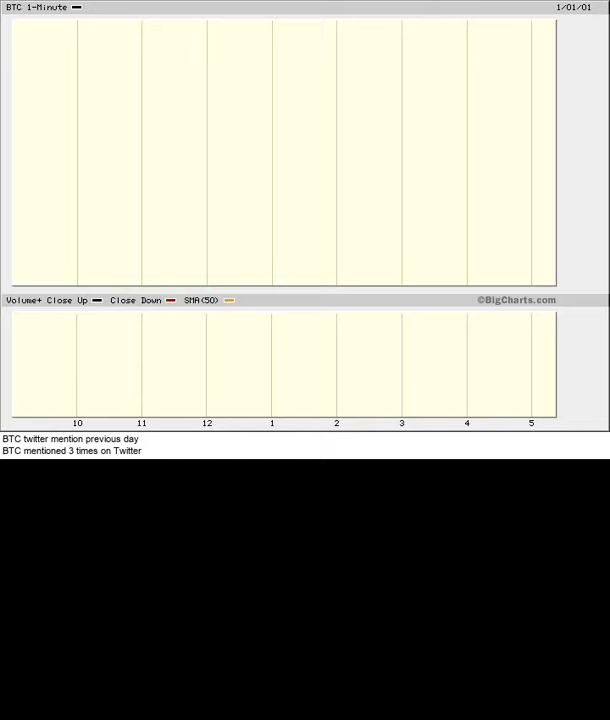 BTC 1-Minute 1/01/01
Volume+ Close Up Close Down SMA(50) ©BigCharts.com
10 11 12 1 2 3 4 5
BTC twitter mention previous day
BTC mentioned 3 times on Twitter